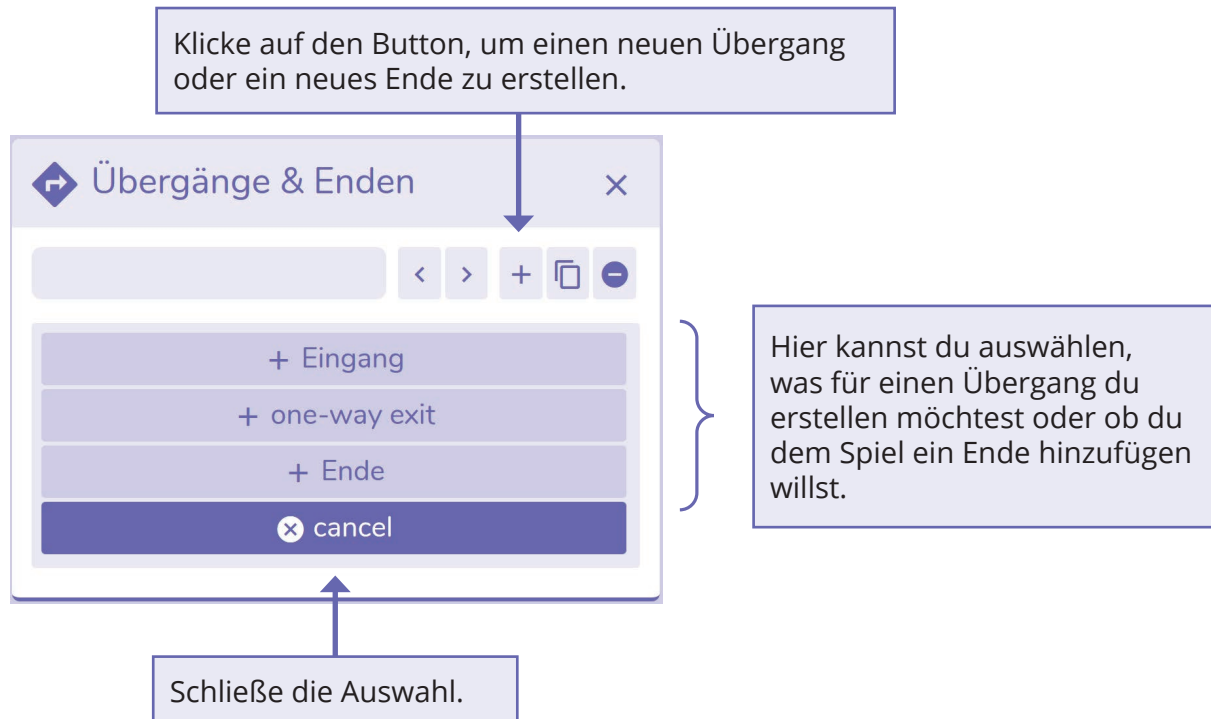 Klicke auf den Button, um einen neuen Übergang
oder ein neues Ende zu erstellen.
Übergänge & Enden
+ Eingang
+ one-way exit
+ Ende
cancel
Hier kannst du auswählen,
was für einen Übergang du
erstellen möchtest oder ob du
dem Spiel ein Ende hinzufügen
willst.
Schließe die Auswahl.